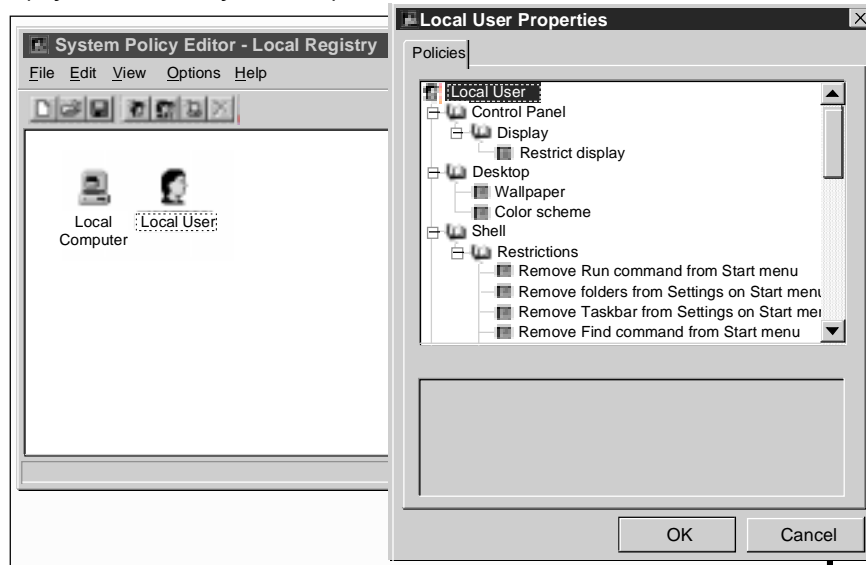 System Policy Editor - Local Registry
File Edit View Options Help
Local Computer
Local User
Local User Properties
Policies
Local User
Control Panel
Display
Restrict display
Desktop
Wallpaper
Color scheme
Shell
Restrictions
Remove Run command from Start menu
Remove folders from Settings on Start menu
Remove Taskbar from Settings on Start
Remove Find command from Start menu
OK
Cancel